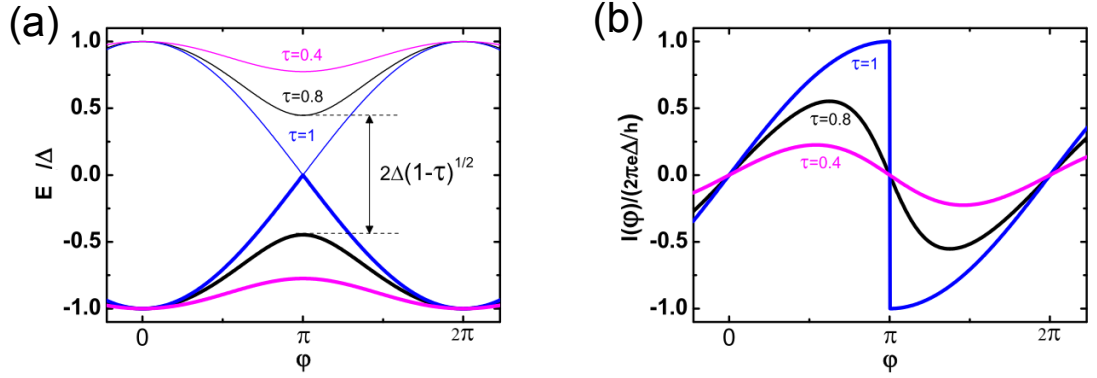 (a)
1.0
0.5
0.0
-0.5
-1.0
E /Δ
τ=0.4
τ=0.8
τ=1
2Δ(1-τ)^{1/2}
0
π
2π
φ
(b)
1.0
0.5
0.0
-0.5
-1.0
I(φ)/(2πeΔ/h)
τ=1
τ=0.8
τ=0.4
0
π
2π
φ